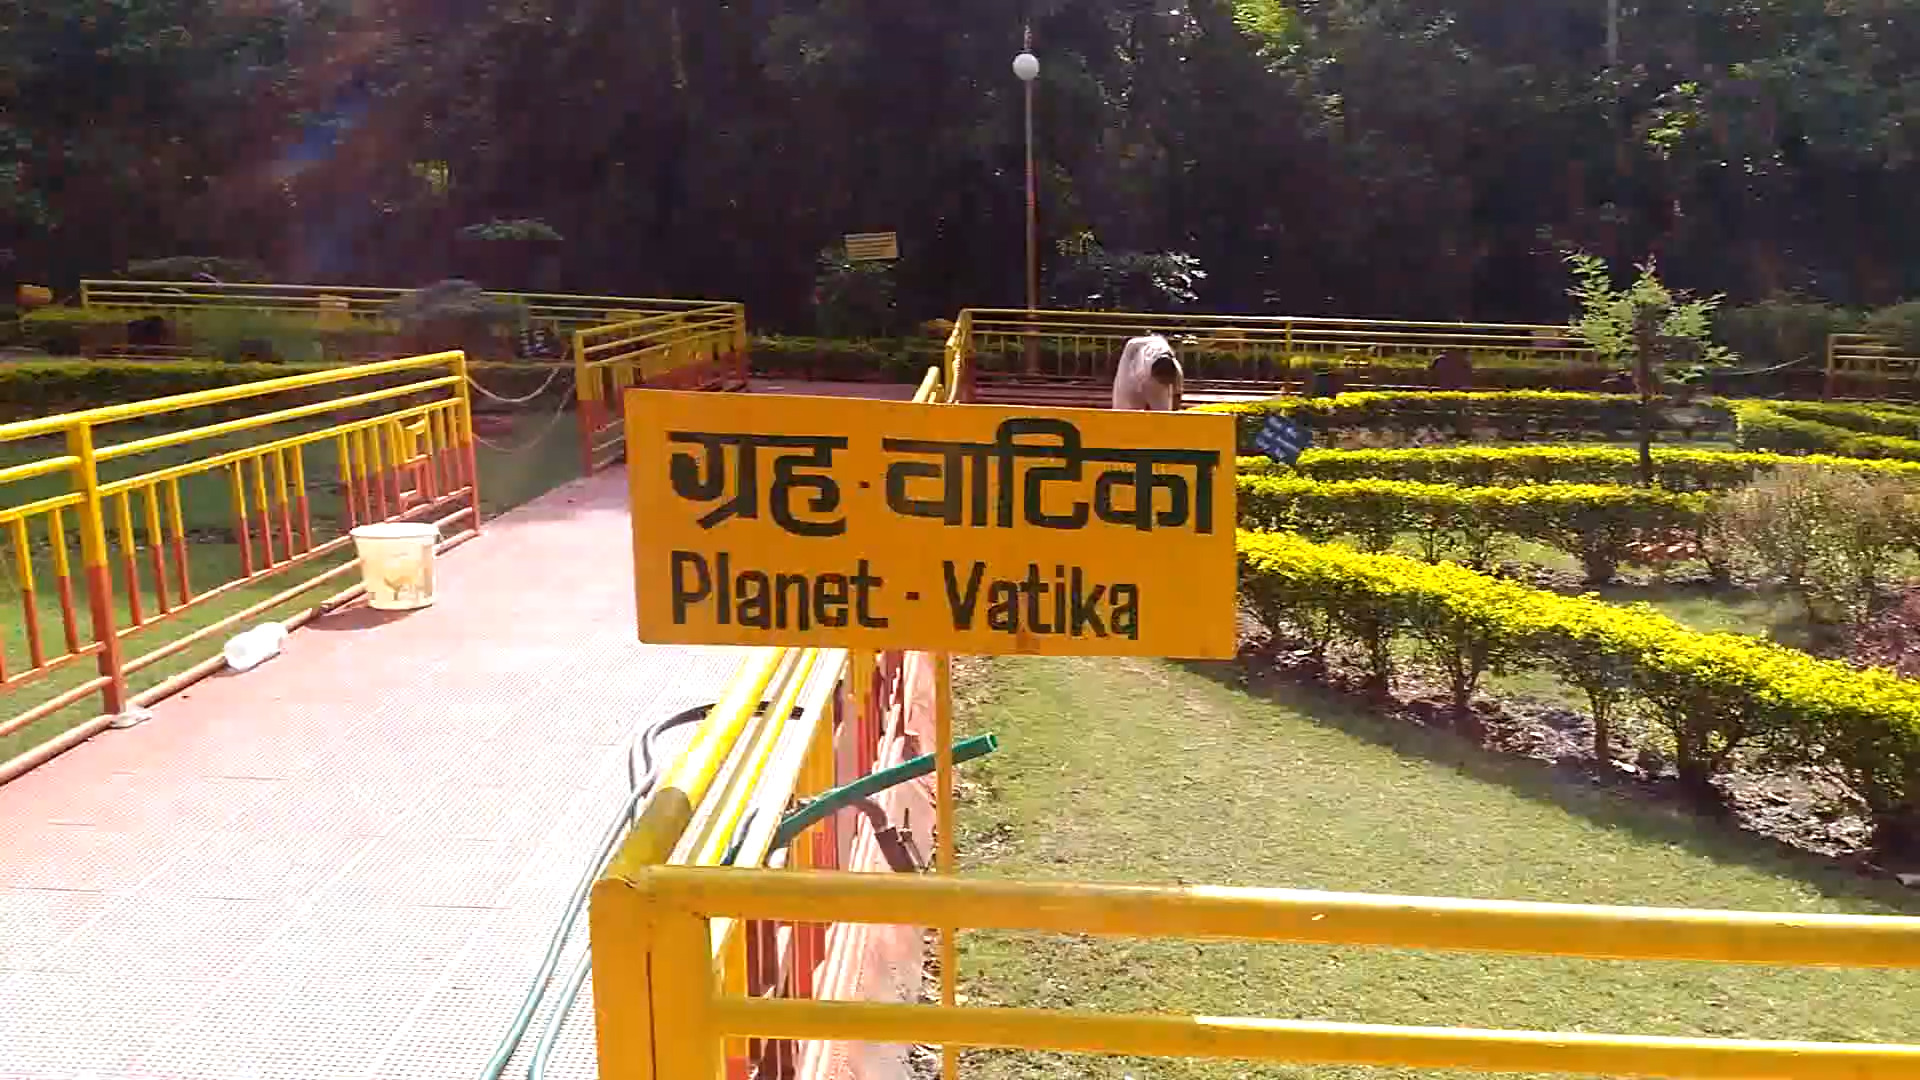 ग्रह - वाटिका
Planet - Vatika